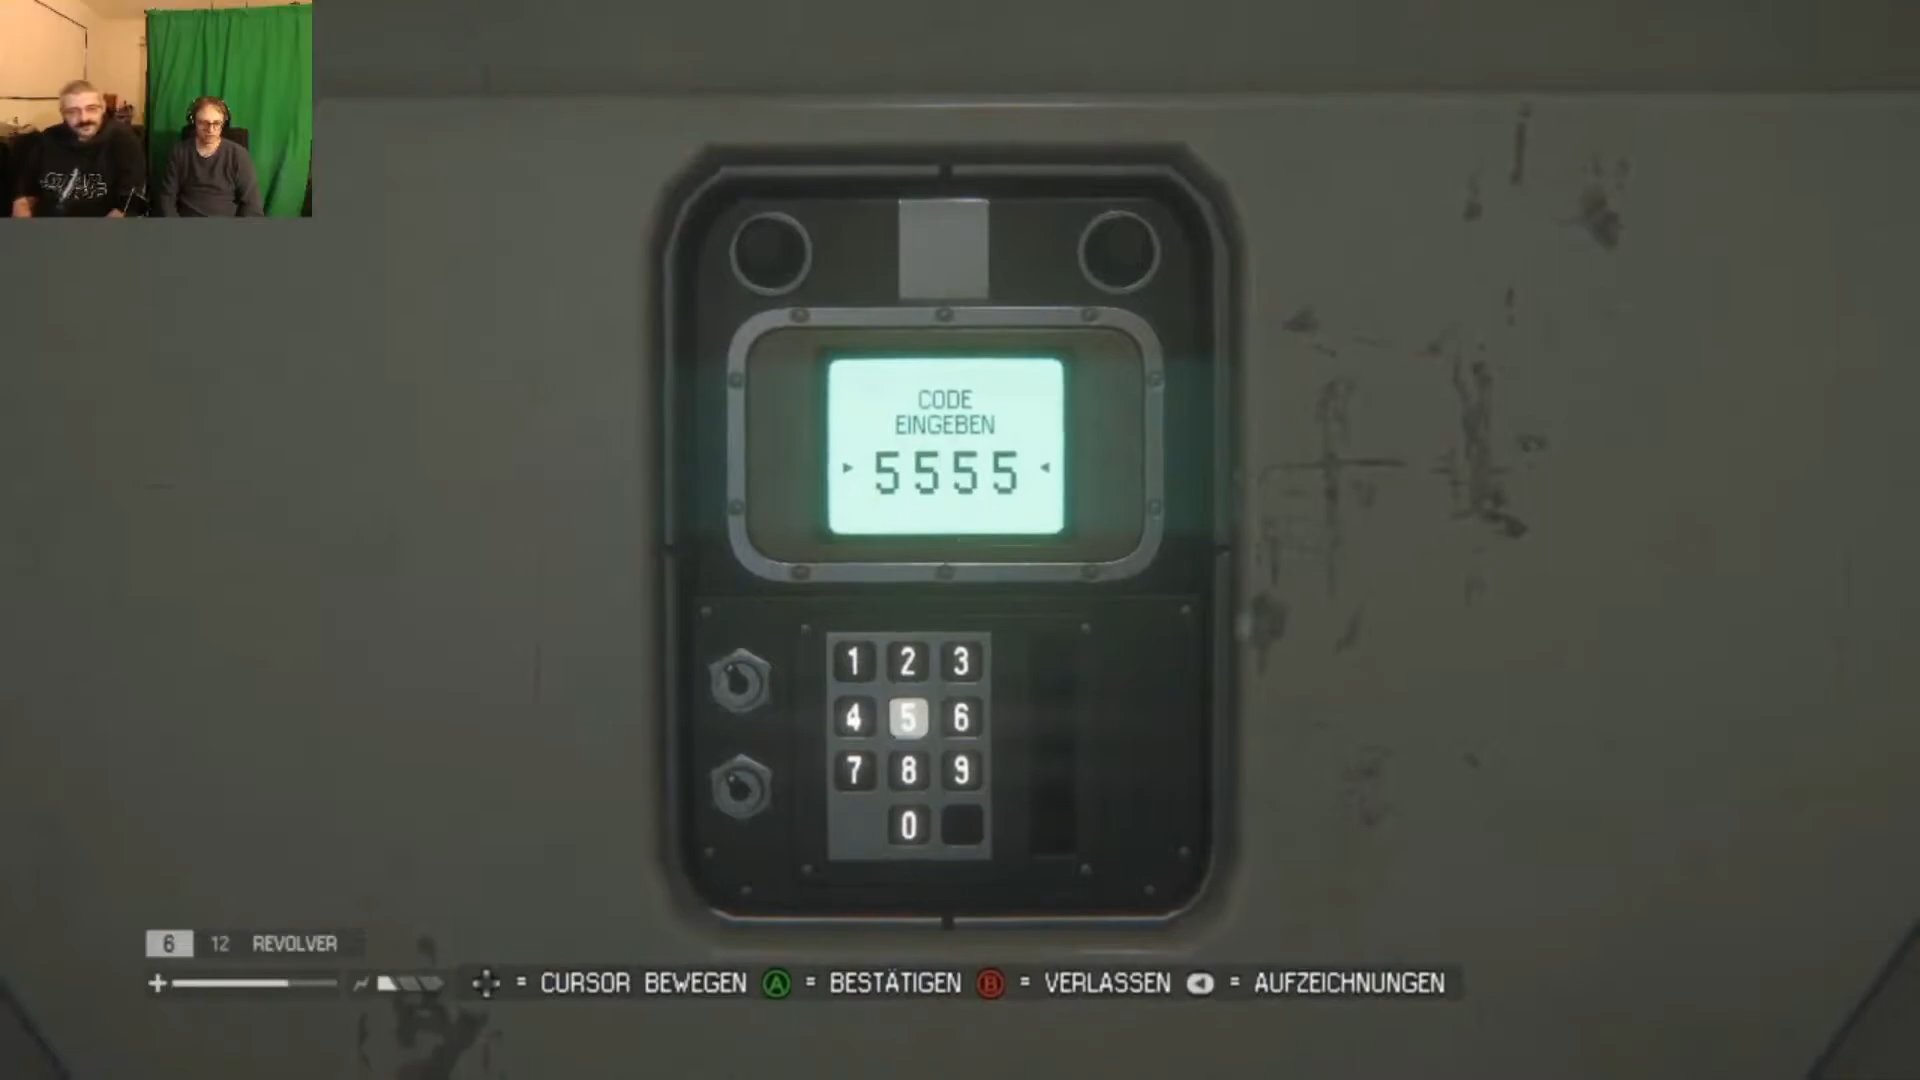 CODE
EINGEBEN
5555
1 2 3
4 5 6
7 8 9
0
6 12 REVOLVER
= CURSOR BEWEGEN A = BESTÄTIGEN B = VERLASSEN = AUFZEICHNUNGEN